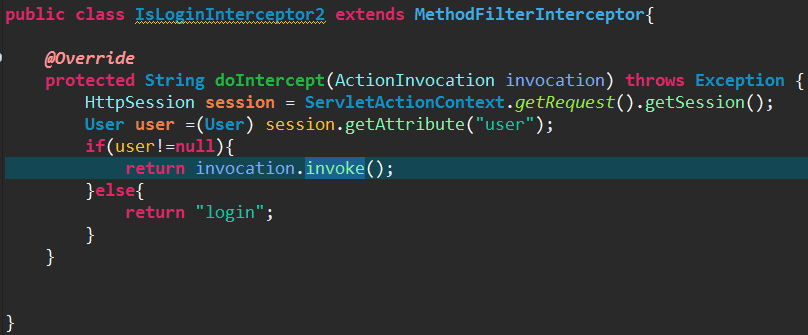 public class IsLoginInterceptor2 extends MethodFilterInterceptor{
@Override
protected String doIntercept(ActionInvocation invocation) throws Exception {
HttpSession session = ServletActionContext.getRequest().getSession();
User user =(User) session.getAttribute("user");
if(user!=null){
return invocation.invoke();
}else{
return "login";
}
}
}